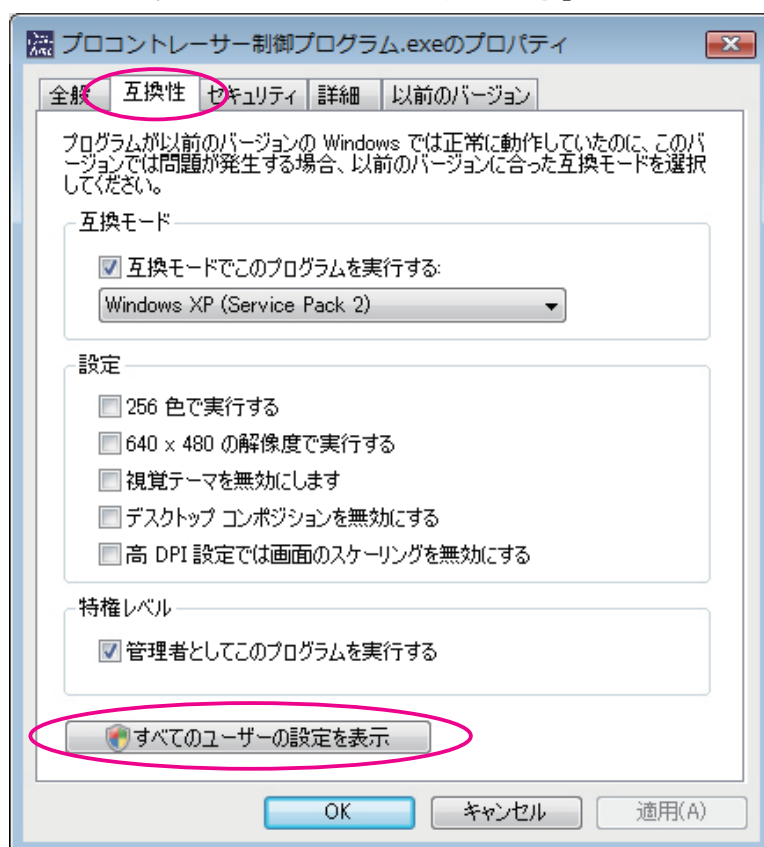 プロコントレーサー制御プログラム.exeのプロパティ
全般 互換性 セキュリティ 詳細 以前のバージョン
プログラムが以前のバージョンの Windows では正常に動作していたのに、このバ
ージョンでは問題が発生する場合、以前のバージョンに合った互換モードを選択
してください。
互換モード
互換モードでこのプログラムを実行する:
Windows XP (Service Pack 2)
設定
256 色で実行する
640 x 480 の解像度で実行する
視覚テーマを無効にします
デスクトップ コンポジションを無効にする
高 DPI 設定では画面のスケーリングを無効にする
特権レベル
管理者としてこのプログラムを実行する
すべてのユーザーの設定を表示
OK キャンセル 適用(A)